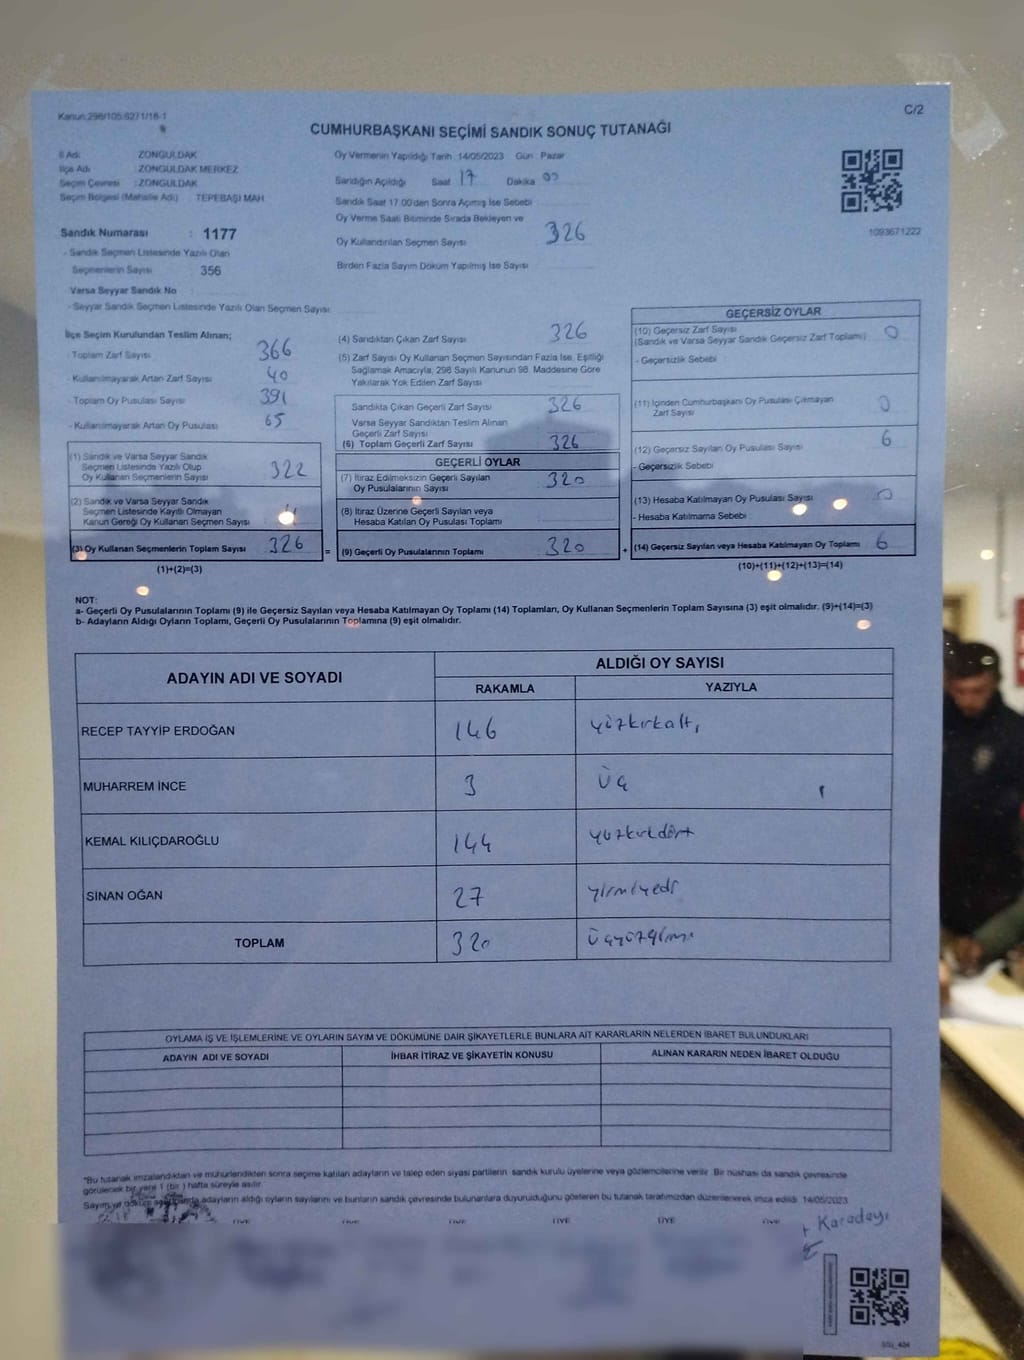 Kanun:298/105.6271/16-1
C/2
CUMHURBAŞKANI SEÇİMİ SANDIK SONUÇ TUTANAĞI
İl Adı ZONGULDAK
İlçe Adı ZONGULDAK MERKEZ
Seçim Çevresi : ZONGULDAK
Seçim Bölgesi (Mahalle Adı) : TEPEBAŞI MAH
Oy Vermenin Yapıldığı Tarih 14/05/2023 Gün Pazar
Sandığın Açıldığı Saat 17 Dakika 00
Sandık Saat 17.00'den Sonra Açılmış İse Sebebi
Oy Verme Saati Bitiminde Sırada Bekleyen ve
Oy Kullandırılan Seçmen Sayısı 326
Birden Fazla Sayım Döküm Yapılmış İse Sayısı
1093671222
Sandık Numarası : 1177
- Sandık Seçmen Listesinde Yazılı Olan
Seçmenlerin Sayısı 356
Varsa Seyyar Sandık No
- Seyyar Sandık Seçmen Listesinde Yazılı Olan Seçmen Sayısı
İlçe Seçim Kurulundan Teslim Alınan;
- Toplam Zarf Sayısı 366
- Kullanılmayarak Artan Zarf Sayısı 40
- Toplam Oy Pusulası Sayısı 391
- Kullanılmayarak Artan Oy Pusulası 65
(1) Sandık ve Varsa Seyyar Sandık
Seçmen Listesinde Yazılı Olup
Oy Kullanan Seçmenlerin Sayısı 322
(2) Sandık ve Varsa Seyyar Sandık
Seçmen Listesinde Kayıtlı Olmayan
Kanun Gereği Oy Kullanan Seçmen Sayısı
(3) Oy Kullanan Seçmenlerin Toplam Sayısı 326 =
(1)+(2)=(3)
(4) Sandıktan Çıkan Zarf Sayısı 326
(5) Zarf Sayısı Oy Kullanan Seçmen Sayısından Fazla İse, Eşitliği
Sağlamak Amacıyla, 298 Sayılı Kanunun 98. Maddesine Göre
Yakılarak Yok Edilen Zarf Sayısı
Sandıkta Çıkan Geçerli Zarf Sayısı 326
Varsa Seyyar Sandıktan Teslim Alınan
Geçerli Zarf Sayısı
(6) Toplam Geçerli Zarf Sayısı 326
GEÇERLİ OYLAR
(7) İtiraz Edilmeksizin Geçerli Sayılan
Oy Pusulalarının Sayısı 320
(8) İtiraz Üzerine Geçerli Sayılan veya
Hesaba Katılan Oy Pusulası Toplamı
(9) Geçerli Oy Pusulalarının Toplamı 320 +
GEÇERSİZ OYLAR
(10) Geçersiz Zarf Sayısı 0
(Sandık ve Varsa Seyyar Sandık Geçersiz Zarf Toplamı)
- Geçersizlik Sebebi
(11) İçinden Cumhurbaşkanı Oy Pusulası Çıkmayan
Zarf Sayısı 0
(12) Geçersiz Sayılan Oy Pusulası Sayısı 6
- Geçersizlik Sebebi
(13) Hesaba Katılmayan Oy Pusulası Sayısı 0
- Hesaba Katılmama Sebebi
(14) Geçersiz Sayılan veya Hesaba Katılmayan Oy Toplamı 6
(10)+(11)+(12)+(13)=(14)
NOT:
a- Geçerli Oy Pusulalarının Toplamı (9) ile Geçersiz Sayılan veya Hesaba Katılmayan Oy Toplamı (14) Toplamları, Oy Kullanan Seçmenlerin Toplam Sayısına (3) eşit olmalıdır. (9)+(14)=(3)
b- Adayların Aldığı Oyların Toplamı, Geçerli Oy Pusulalarının Toplamına (9) eşit olmalıdır.
ADAYIN ADI VE SOYADI
ALDIĞI OY SAYISI
RAKAMLA YAZIYLA
RECEP TAYYİP ERDOĞAN 146 yüzkırkaltı
MUHARREM İNCE 3 Üç
KEMAL KILIÇDAROĞLU 144 yüzkırkdört
SİNAN OĞAN 27 yirmiyedi
TOPLAM 320 Üçyüzyirmi
OYLAMA İŞ VE İŞLEMLERİNE VE OYLARIN SAYIM VE DÖKÜMÜNE DAİR ŞİKAYETLERLE BUNLARA AİT KARARLARIN NELERDEN İBARET BULUNDUKLARI
ADAYIN ADI VE SOYADI İHBAR İTİRAZ VE ŞİKAYETİN KONUSU ALINAN KARARIN NEDEN İBARET OLDUĞU
"Bu tutanak imzalandıktan ve mühürlendikten sonra seçime katılan adayların ve talep eden siyasi partilerin sandık kurulu üyelerine veya gözlemcilerine verilir. Bir nüshası da sandık çevresinde
görülecek bir yere 1 (bir) hafta süreyle asılır.
Sayım ve döküm adayların aldığı oyların sayılarını ve bunların sandık çevresinde bulunanlara duyurulduğunu gösteren bu tutanak tarafımızdan düzenlenerek imza edildi. 14/05/2023
ÜYE ÜYE ÜYE ÜYE ÜYE ÜYE
Karadayı